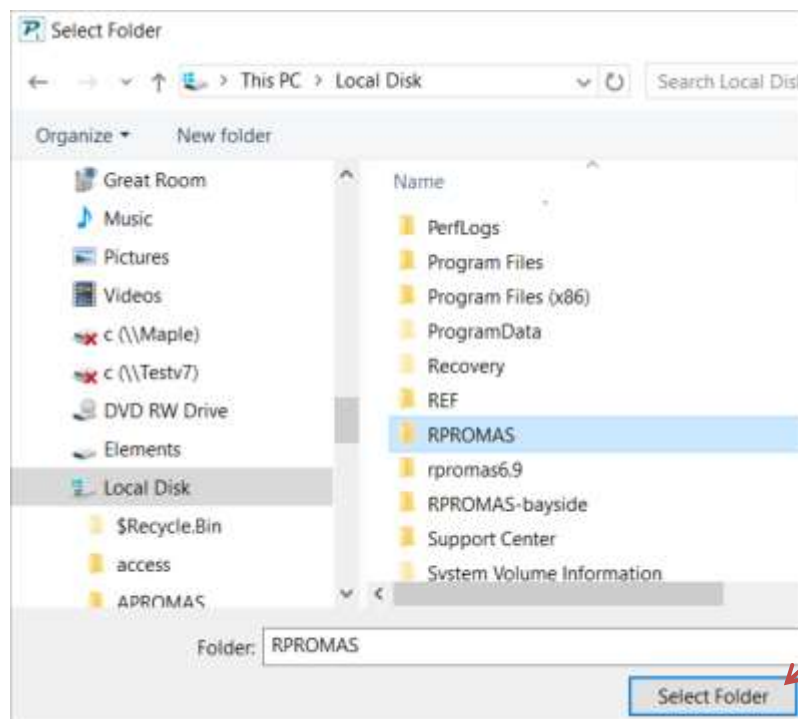 Select Folder
This PC > Local Disk
Search Local Dis
Organize
New folder
Great Room
Music
Pictures
Videos
c (\\Maple)
c (\\Testv7)
DVD RW Drive
Elements
Local Disk
$Recycle.Bin
access
APROMAS
Name
PerfLogs
Program Files
Program Files (x86)
ProgramData
Recovery
REF
RPROMAS
rpromas6.9
RPROMAS-bayside
Support Center
System Volume Information
Folder: RPROMAS
Select Folder